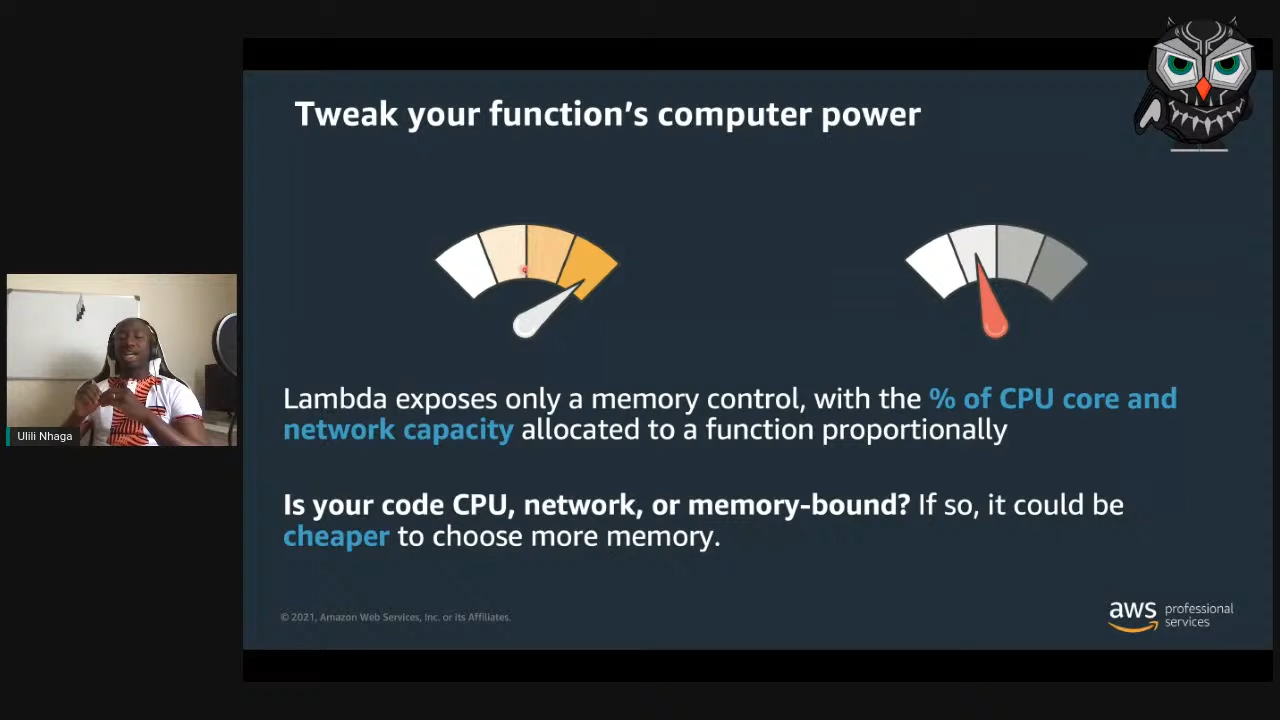 Tweak your function's computer power
Lambda exposes only a memory control, with the % of CPU core and
network capacity allocated to a function proportionally
Is your code CPU, network, or memory-bound? If so, it could be
cheaper to choose more memory.
Ulili Nhaga
© 2021, Amazon Web Services, Inc. or its Affiliates.
aws professional
services